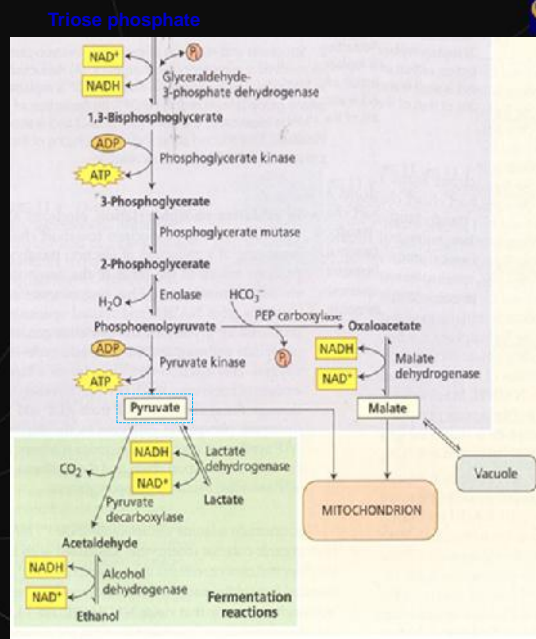 Triose phosphate
NAD⁺
Pᵢ
Glyceraldehyde-
3-phosphate dehydrogenase
NADH
1,3-Bisphosphoglycerate
ADP
Phosphoglycerate kinase
ATP
3-Phosphoglycerate
Phosphoglycerate mutase
2-Phosphoglycerate
H₂O
Enolase
HCO₃⁻
PEP carboxylase
Phosphoenolpyruvate
Oxaloacetate
Pᵢ
ADP
Pyruvate kinase
ATP
NADH
NAD⁺
Malate
dehydrogenase
Pyruvate
Malate
NADH
NAD⁺
Lactate
dehydrogenase
CO₂
Pyruvate
decarboxylase
Lactate
Vacuole
MITOCHONDRION
Acetaldehyde
NADH
NAD⁺
Alcohol
dehydrogenase
Ethanol
Fermentation
reactions